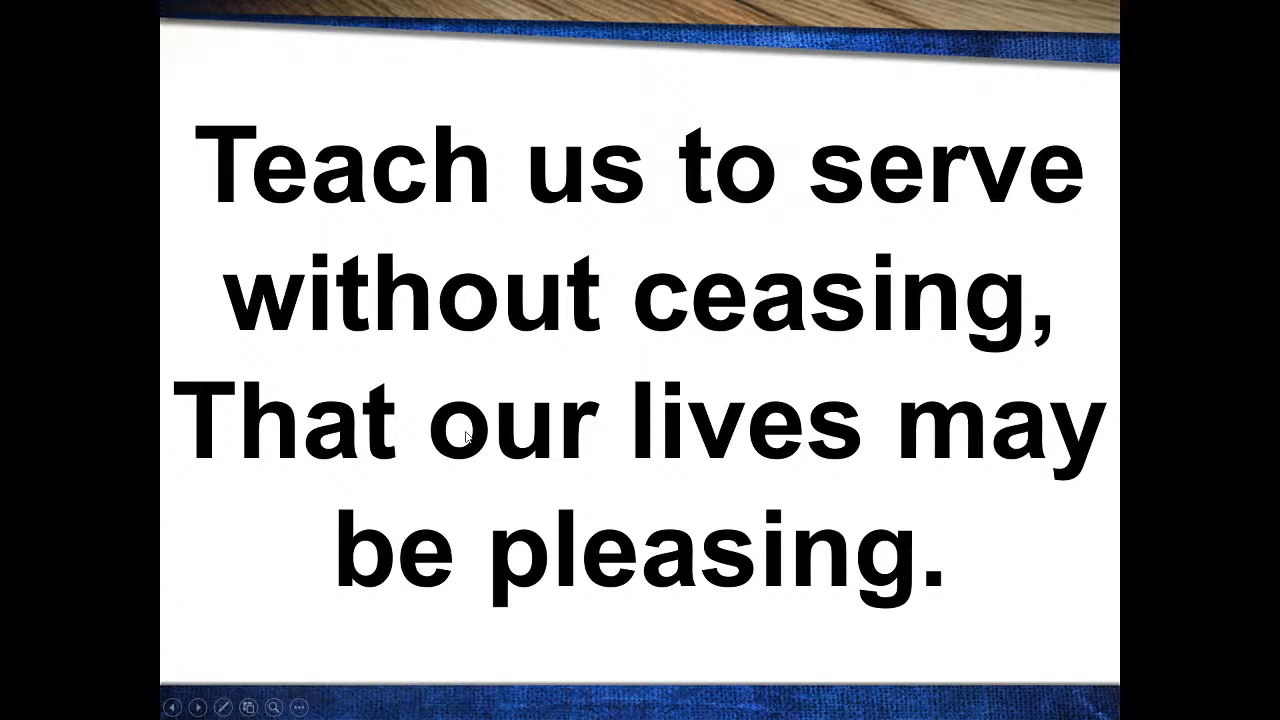 Teach us to serve
without ceasing,
That our lives may
be pleasing.